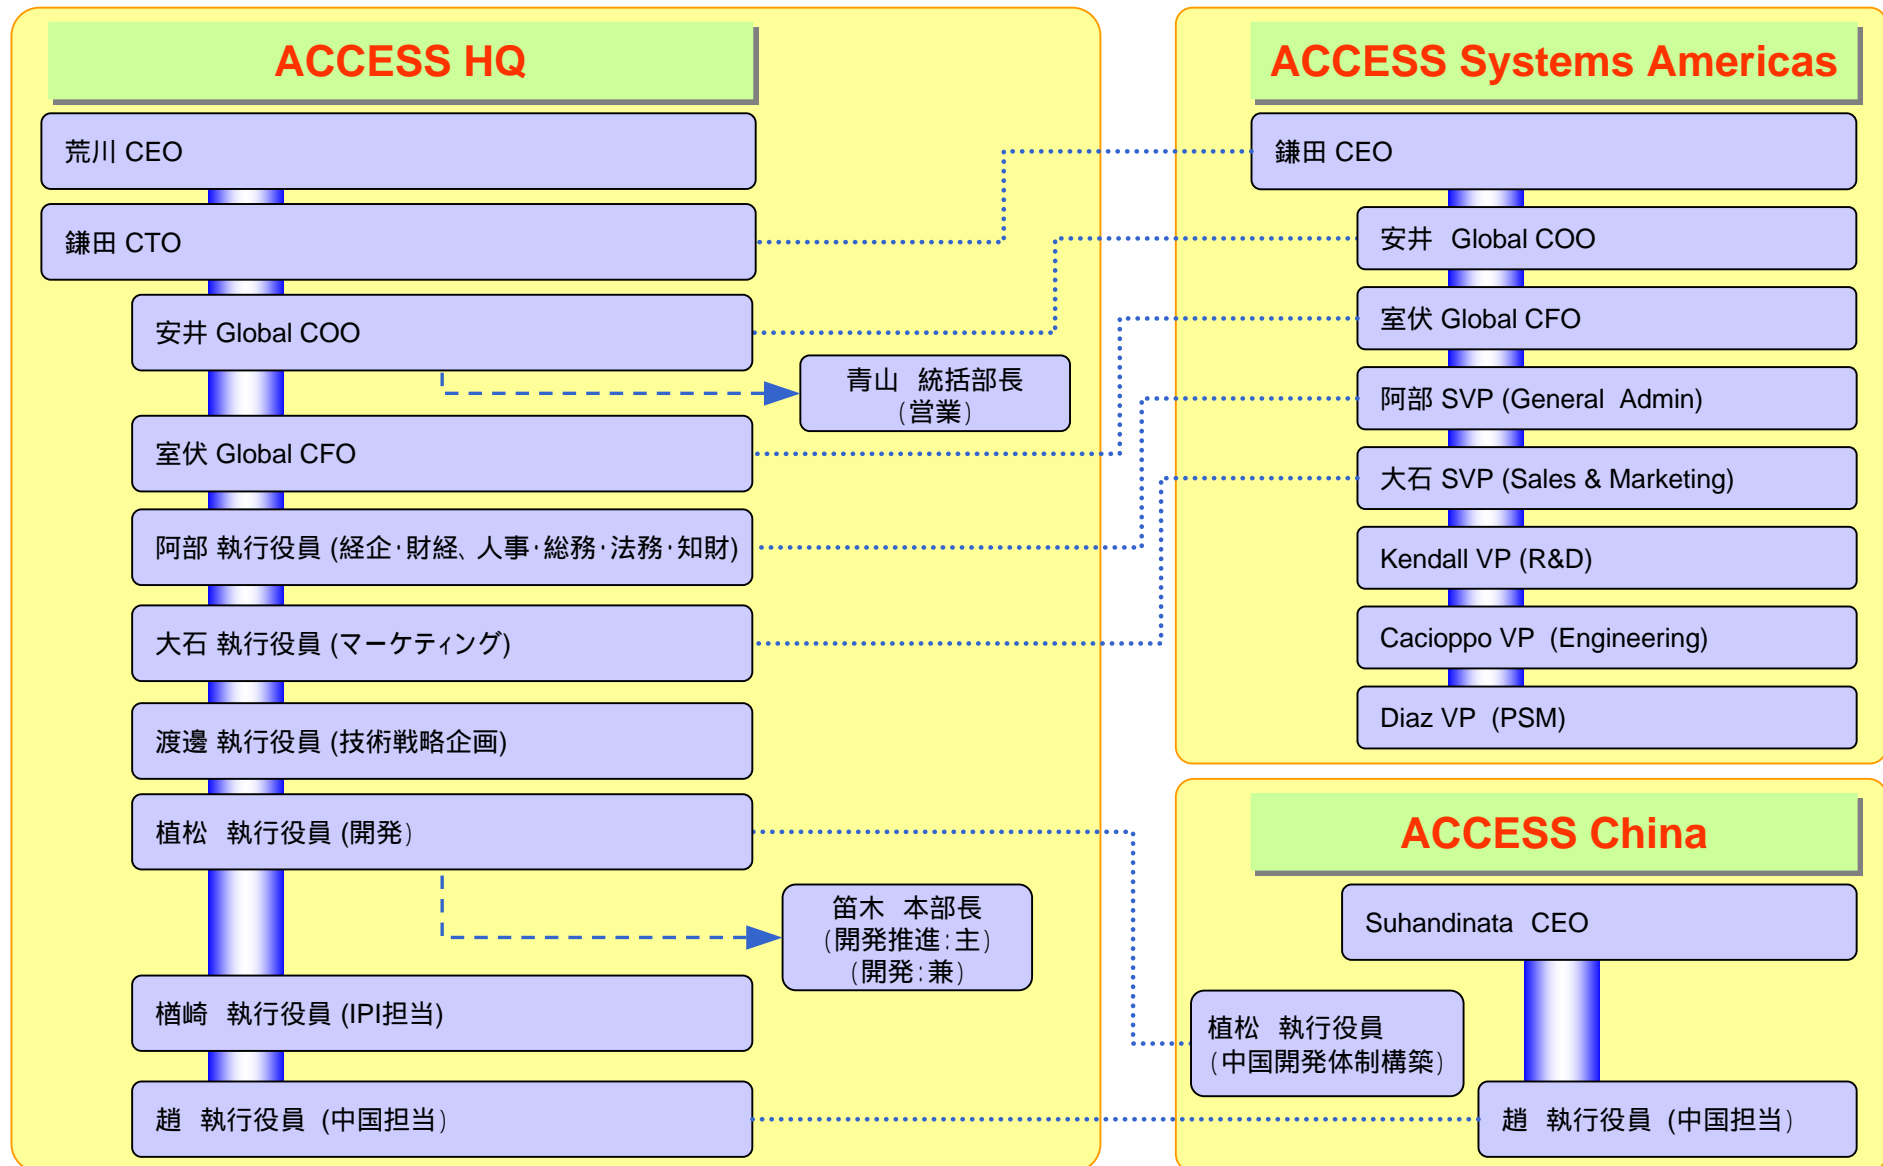 ACCESS HQ
荒川 CEO
鎌田 CTO
安井 Global COO
青山　統括部長
（営業）
室伏 Global CFO
阿部 執行役員 (経企・財経、人事・総務・法務・知財)
大石 執行役員 (マーケティング)
渡邊 執行役員 (技術戦略企画)
植松　執行役員 (開発）
笛木　本部長
（開発推進：主）
（開発：兼）
楢崎　執行役員 (IPI担当)
趙　執行役員　(中国担当）
ACCESS Systems Americas
鎌田 CEO
安井　Global COO
室伏 Global CFO
阿部 SVP (General Admin)
大石 SVP (Sales & Marketing)
Kendall VP (R&D)
Cacioppo VP (Engineering)
Diaz VP (PSM)
ACCESS China
Suhandinata CEO
植松　執行役員
（中国開発体制構築）
趙　執行役員　(中国担当）